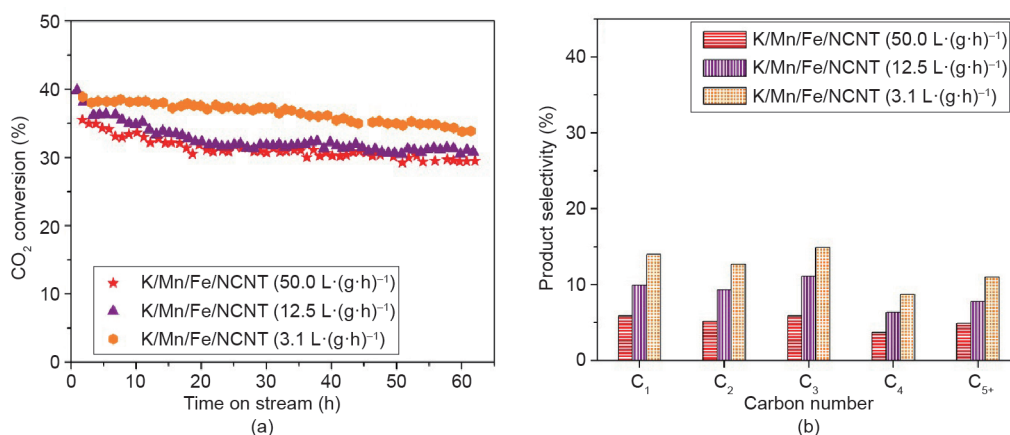 50
40
30
20
10
0
CO₂ conversion (%)
K/Mn/Fe/NCNT (50.0 L·(g·h)⁻¹)
K/Mn/Fe/NCNT (12.5 L·(g·h)⁻¹)
K/Mn/Fe/NCNT (3.1 L·(g·h)⁻¹)
0 10 20 30 40 50 60
Time on stream (h)
(a)
40
30
20
10
0
Product selectivity (%)
K/Mn/Fe/NCNT (50.0 L·(g·h)⁻¹)
K/Mn/Fe/NCNT (12.5 L·(g·h)⁻¹)
K/Mn/Fe/NCNT (3.1 L·(g·h)⁻¹)
C₁ C₂ C₃ C₄ C₅₊
Carbon number
(b)